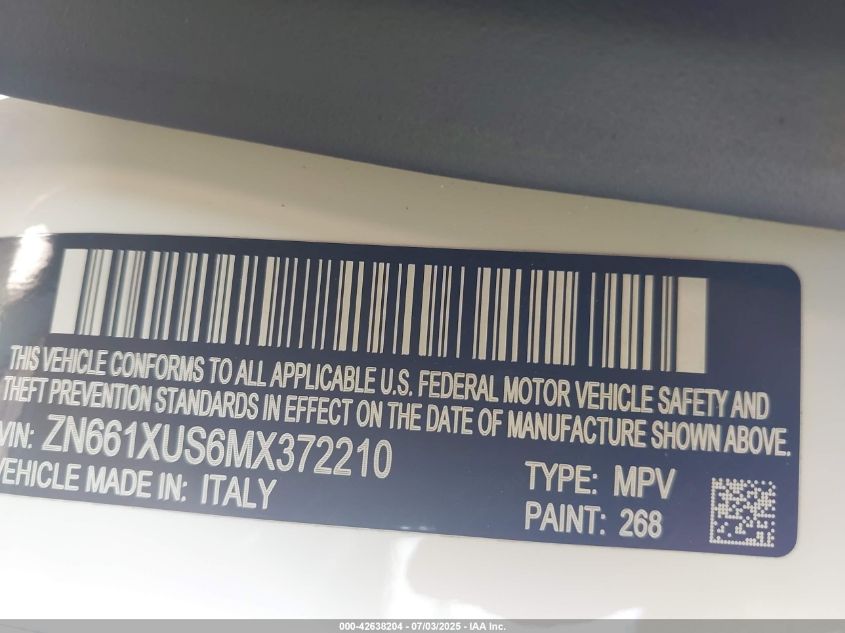 THIS VEHICLE CONFORMS TO ALL APPLICABLE U.S. FEDERAL MOTOR VEHICLE SAFETY AND
THEFT PREVENTION STANDARDS IN EFFECT ON THE DATE OF MANUFACTURE SHOWN ABOVE.
VIN: ZN661XUS6MX372210
VEHICLE MADE IN: ITALY
TYPE: MPV
PAINT: 268
000-42638204 - 07/03/2025 - IAA Inc.